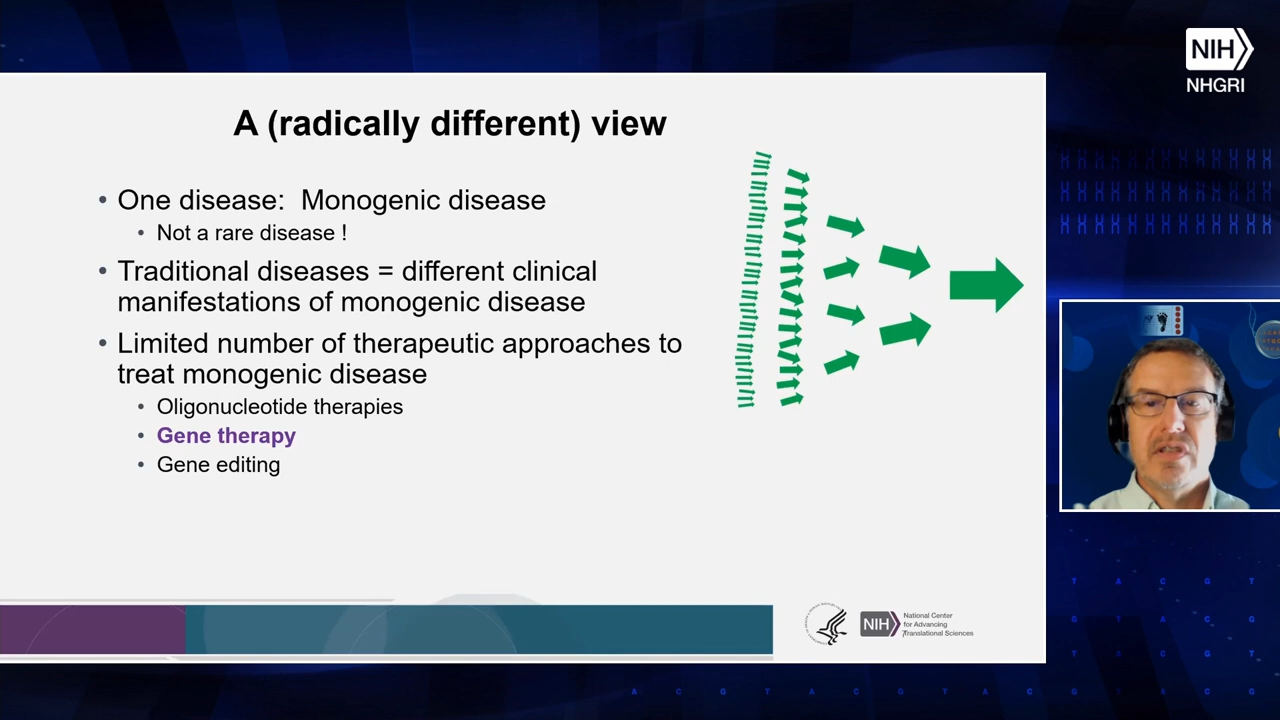 NIH
NHGRI
A (radically different) view
• One disease: Monogenic disease
• Not a rare disease !
• Traditional diseases = different clinical
manifestations of monogenic disease
• Limited number of therapeutic approaches to
treat monogenic disease
• Oligonucleotide therapies
• Gene therapy
• Gene editing
NIH
National Center
for Advancing
Translational Sciences
T A C G T
G T A C G
T A C G T
A C G T A C G T A C G T A C G